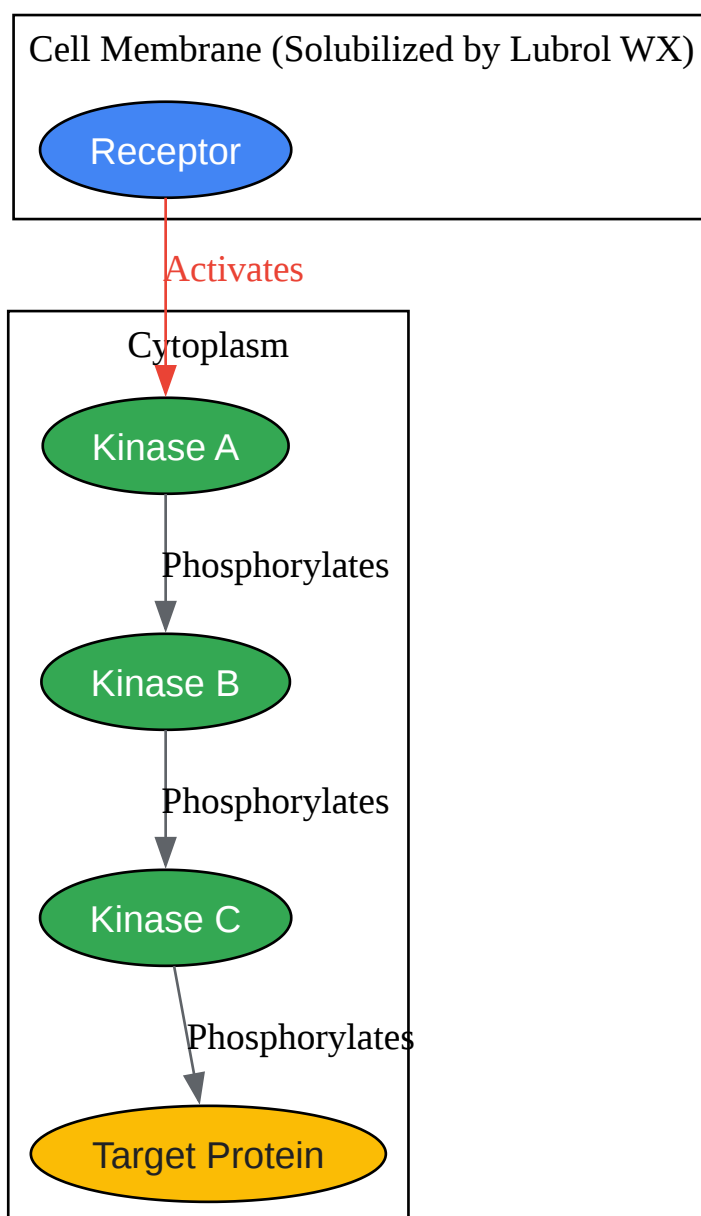 Cell Membrane (Solubilized by Lubrol WX)
Receptor
Activates
Cytoplasm
Kinase A
Phosphorylates
Kinase B
Phosphorylates
Kinase C
Phosphorylates
Target Protein